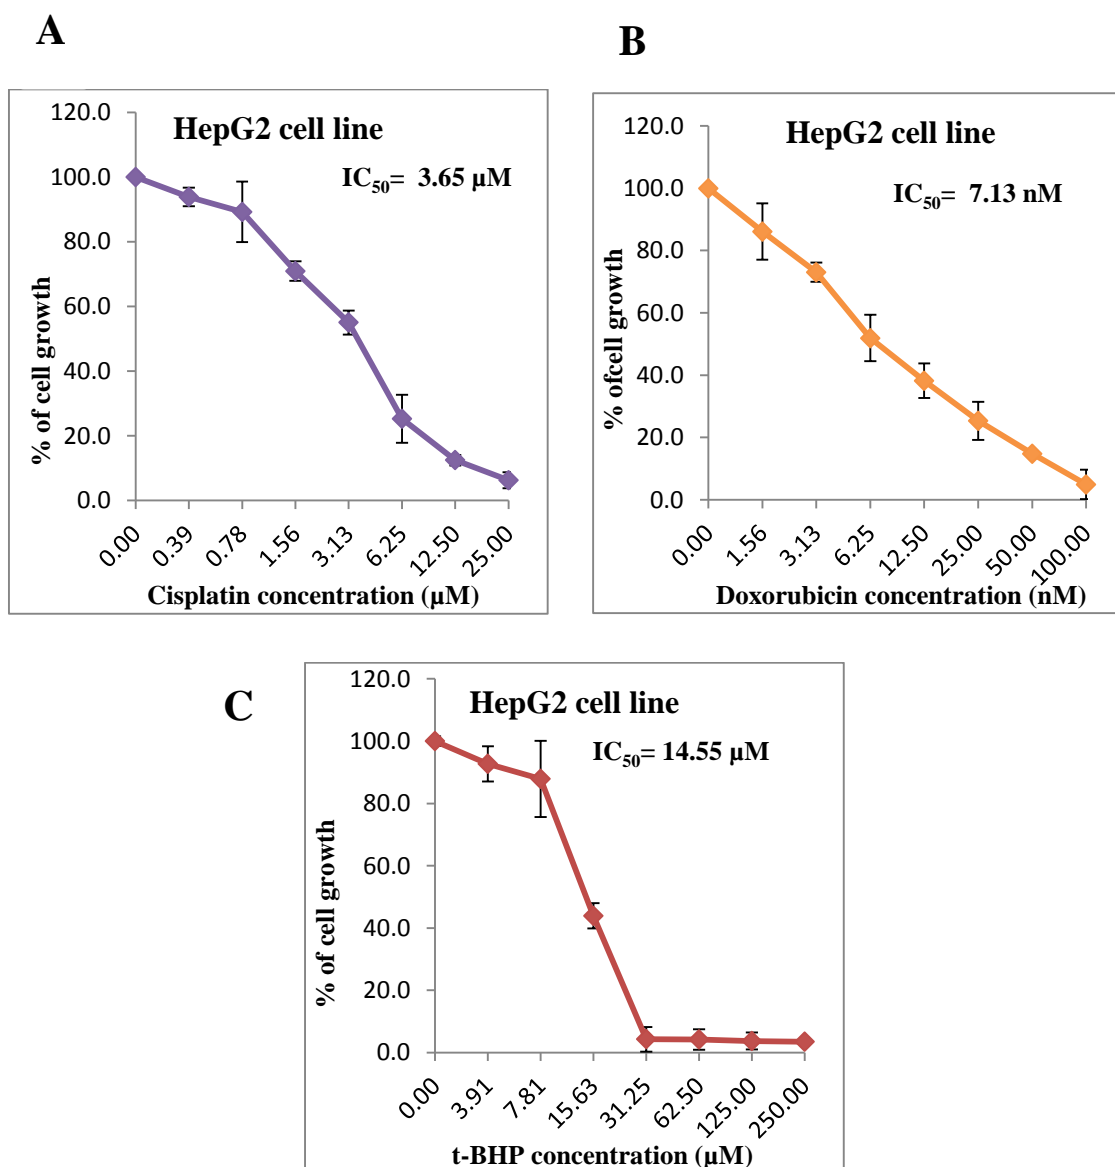 A
HepG2 cell line
IC50= 3.65 µM
120.0
100.0
80.0
60.0
40.0
20.0
0.0
% of cell growth
0.00 0.39 0.78 1.56 3.13 6.25 12.50 25.00
Cisplatin concentration (µM)
B
HepG2 cell line
IC50= 7.13 nM
120.0
100.0
80.0
60.0
40.0
20.0
0.0
% ofcell growth
0.00 1.56 3.13 6.25 12.50 25.00 50.00 100.00
Doxorubicin concentration (nM)
C
HepG2 cell line
IC50= 14.55 µM
120.0
100.0
80.0
60.0
40.0
20.0
0.0
% of cell growth
0.00 3.91 7.81 15.63 31.25 62.50 125.00 250.00
t-BHP concentration (µM)